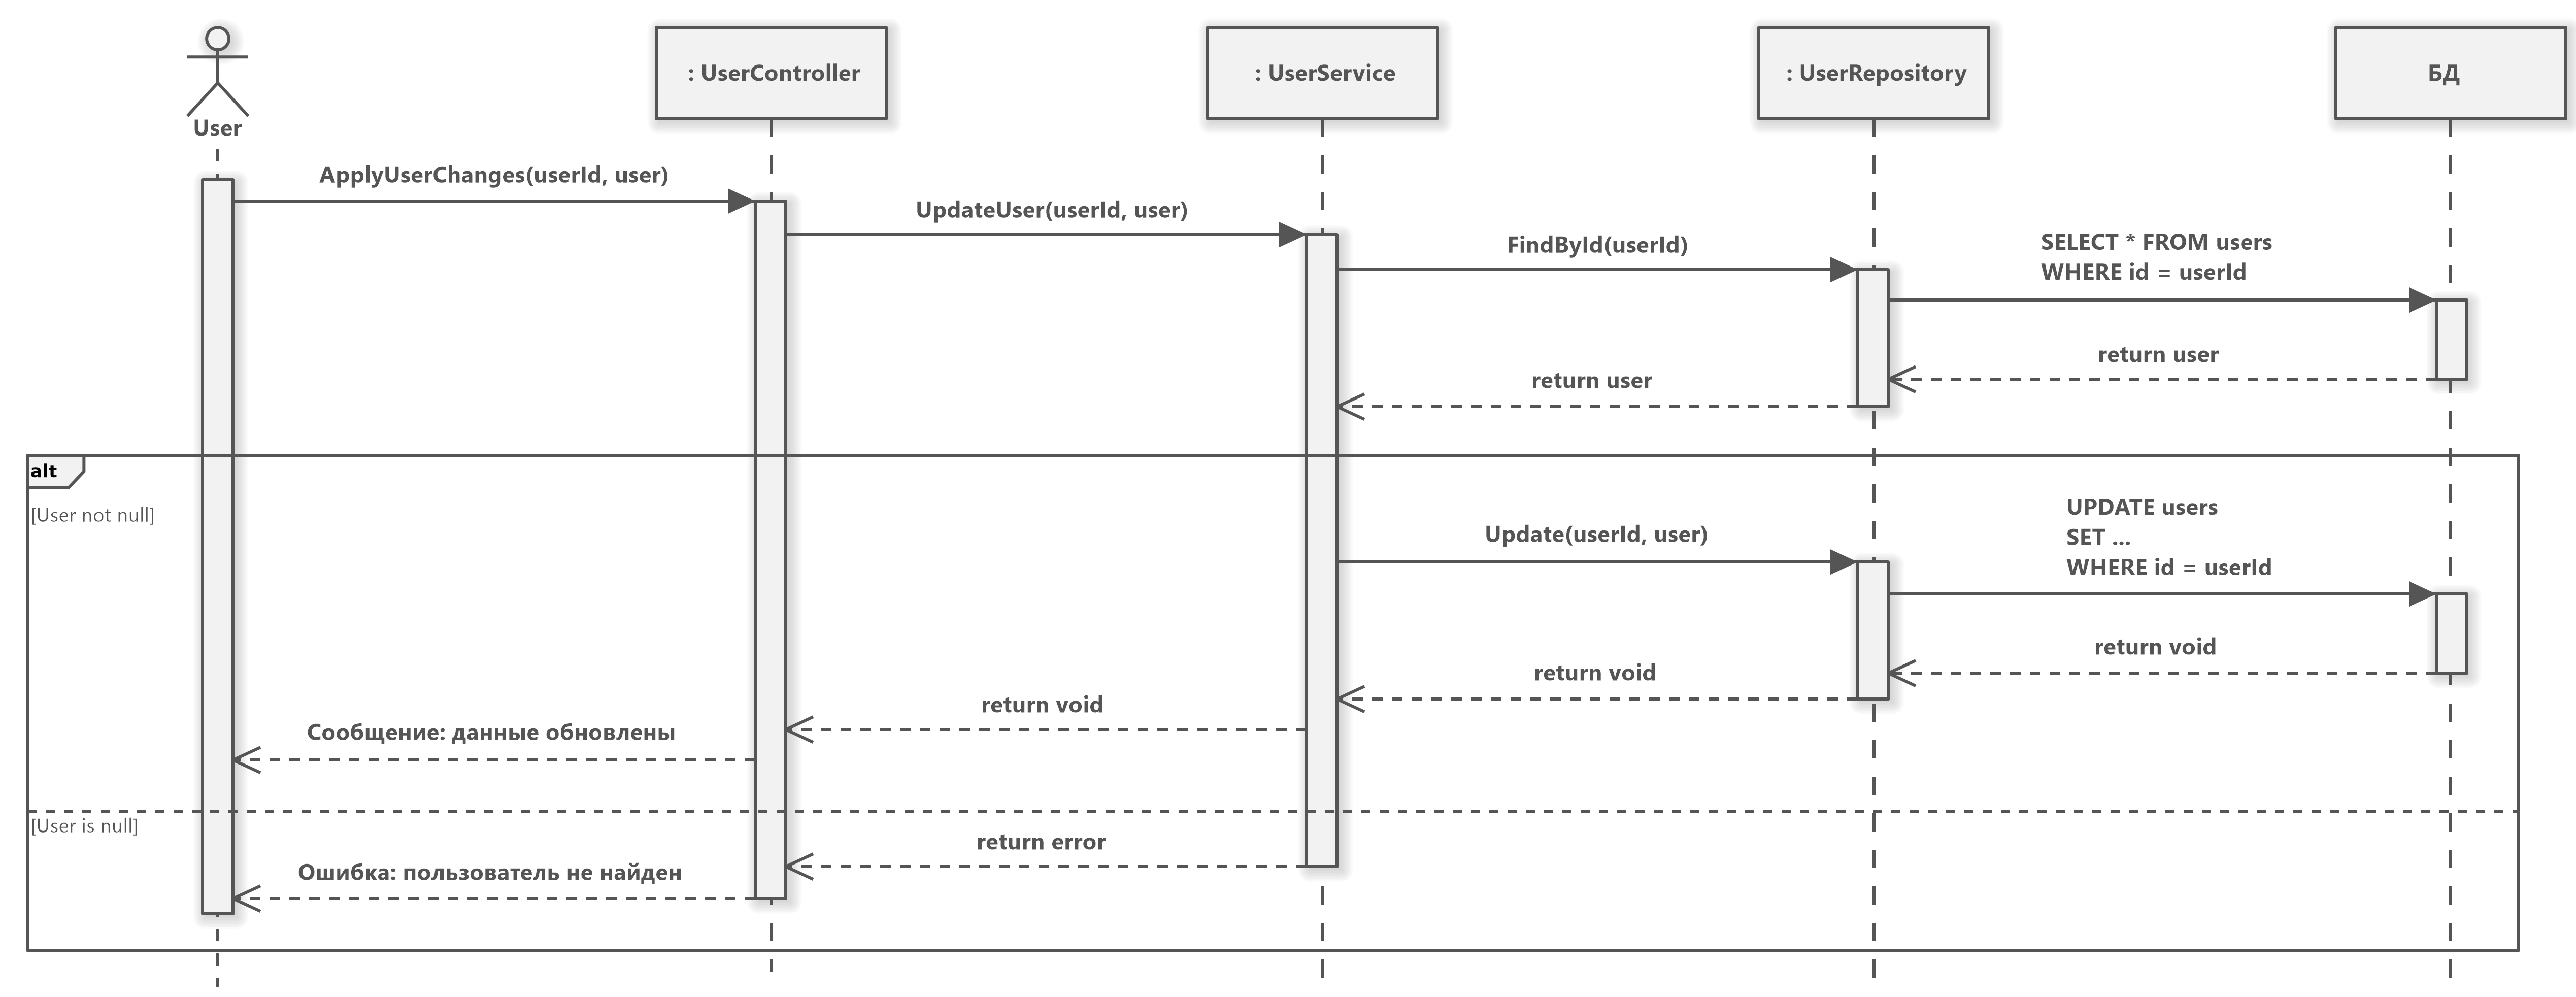 User
: UserController
: UserService
: UserRepository
БД
ApplyUserChanges(userId, user)
UpdateUser(userId, user)
FindById(userId)
SELECT * FROM users
WHERE id = userId
return user
return user
alt
[User not null]
Update(userId, user)
UPDATE users
SET ...
WHERE id = userId
return void
return void
return void
Сообщение: данные обновлены
[User is null]
return error
Ошибка: пользователь не найден